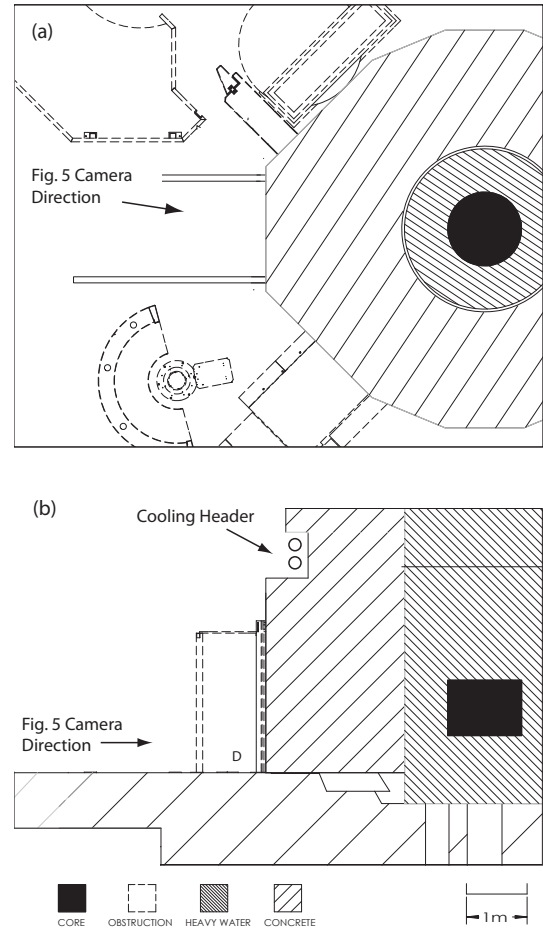 (a)
Fig. 5 Camera
Direction
(b)
Cooling Header
Fig. 5 Camera
Direction
D
CORE
OBSTRUCTION
HEAVY WATER
CONCRETE
1m